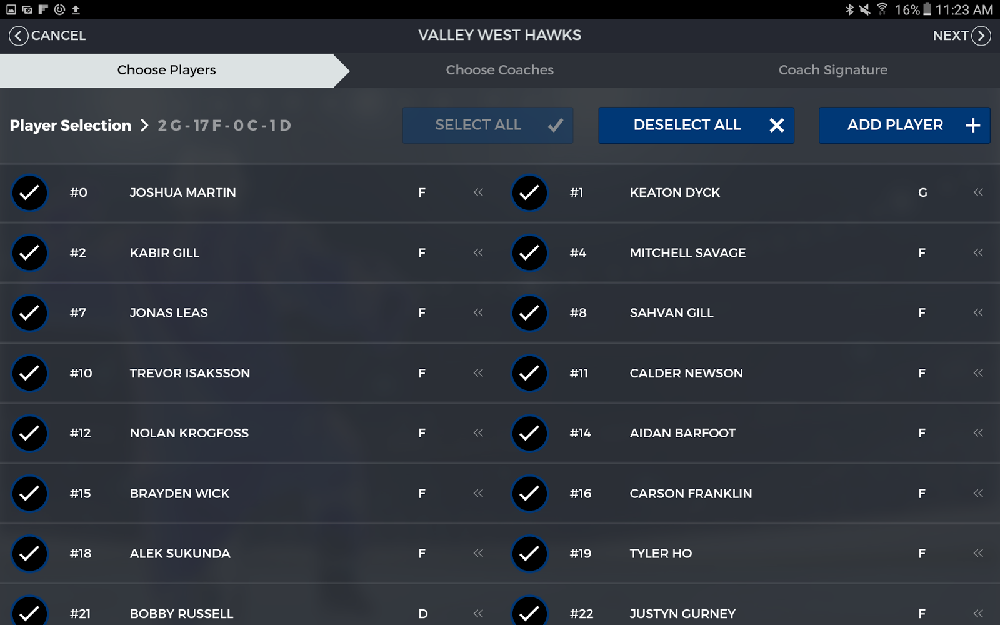 16% 11:23 AM
CANCEL VALLEY WEST HAWKS NEXT
Choose Players Choose Coaches Coach Signature
Player Selection > 2 G - 17 F - 0 C - 1 D SELECT ALL DESELECT ALL ADD PLAYER
#0 JOSHUA MARTIN F « #1 KEATON DYCK G «
#2 KABIR GILL F « #4 MITCHELL SAVAGE F «
#7 JONAS LEAS F « #8 SAHVAN GILL F «
#10 TREVOR ISAKSSON F « #11 CALDER NEWSON F «
#12 NOLAN KROGFOSS F « #14 AIDAN BARFOOT F «
#15 BRAYDEN WICK F « #16 CARSON FRANKLIN F «
#18 ALEK SUKUNDA F « #19 TYLER HO F «
#21 BOBBY RUSSELL D « #22 JUSTYN GURNEY F «